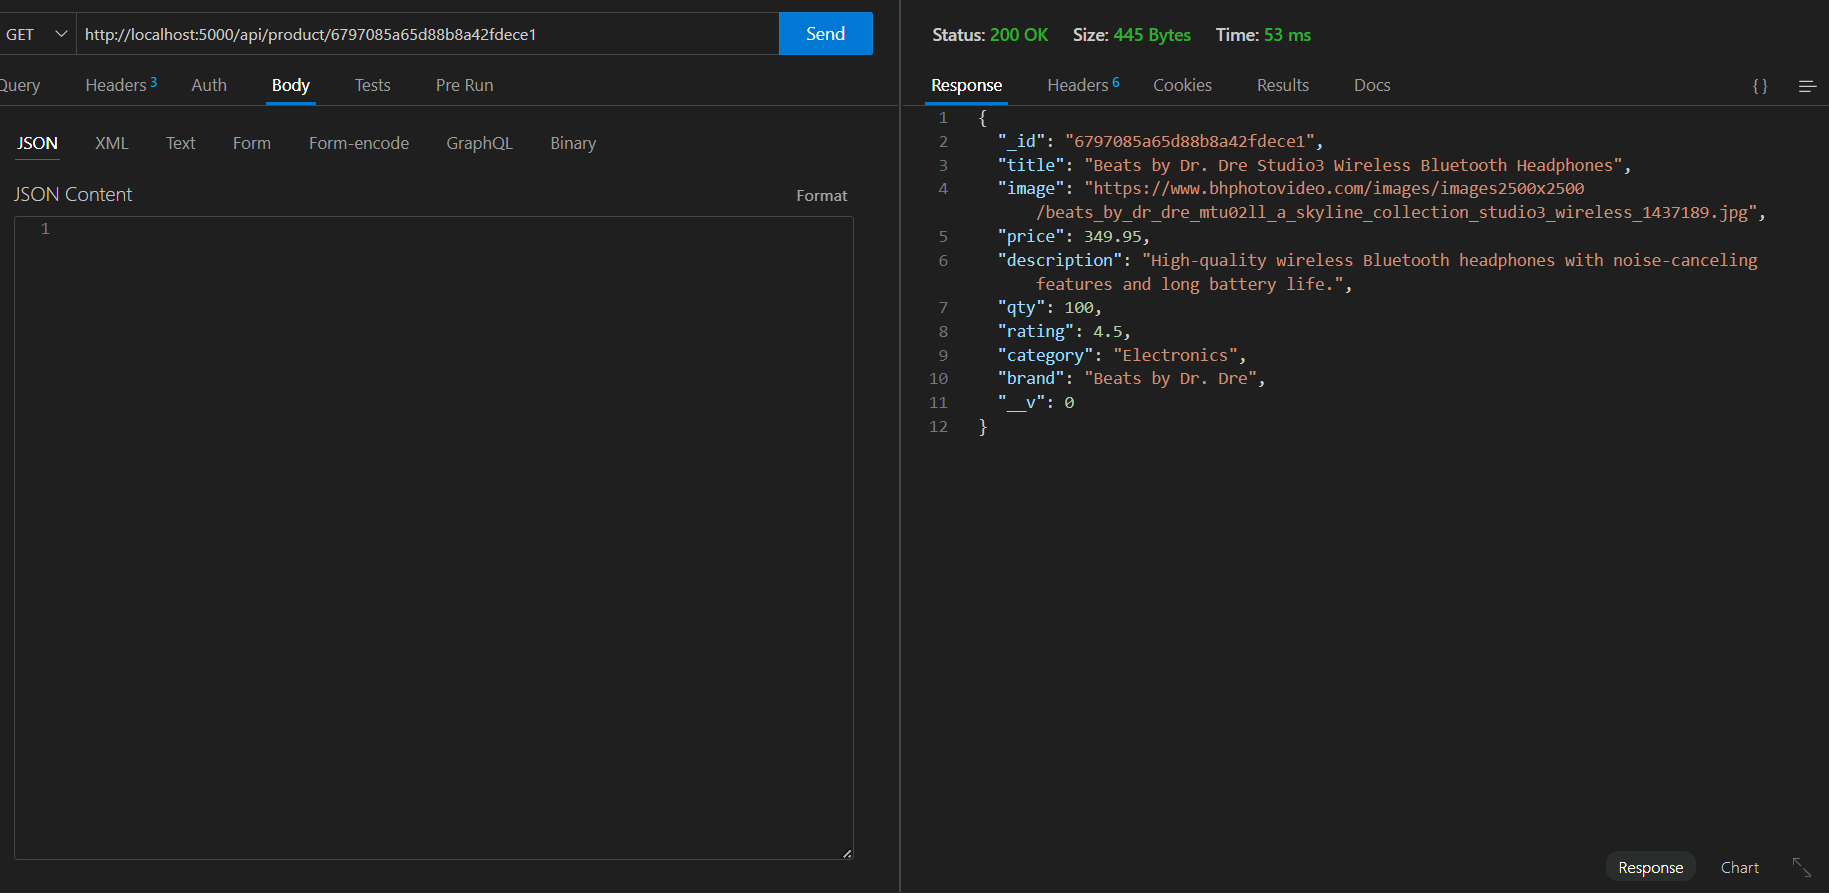 GET http://localhost:5000/api/product/6797085a65d88b8a42fdece1 Send
Query Headers 3 Auth Body Tests Pre Run
JSON XML Text Form Form-encode GraphQL Binary
JSON Content Format
1
Status: 200 OK Size: 445 Bytes Time: 53 ms
Response Headers 6 Cookies Results Docs {}
1 {
2 "_id": "6797085a65d88b8a42fdece1",
3 "title": "Beats by Dr. Dre Studio3 Wireless Bluetooth Headphones",
4 "image": "https://www.bhphotovideo.com/images/images2500x2500
/beats_by_dr_dre_mtu02ll_a_skyline_collection_studio3_wireless_1437189.jpg",
5 "price": 349.95,
6 "description": "High-quality wireless Bluetooth headphones with noise-canceling
features and long battery life.",
7 "qty": 100,
8 "rating": 4.5,
9 "category": "Electronics",
10 "brand": "Beats by Dr. Dre",
11 "__v": 0
12 }
Response Chart